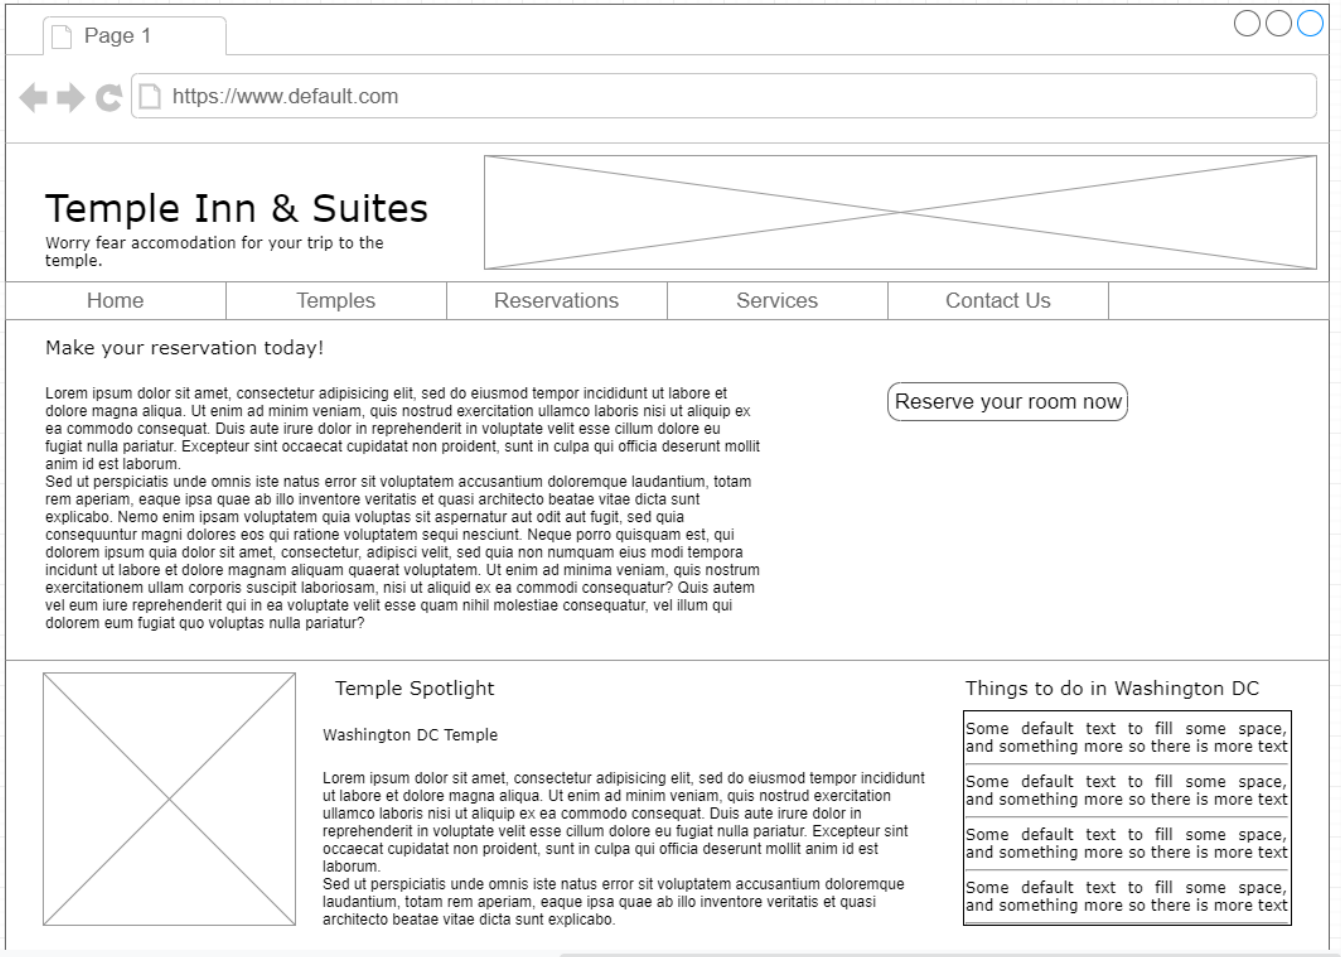 Page 1
https://www.default.com
Temple Inn & Suites
Worry fear accomodation for your trip to the
temple.
Home
Temples
Reservations
Services
Contact Us
Make your reservation today!
Lorem ipsum dolor sit amet, consectetur adipisicing elit, sed do eiusmod tempor incididunt ut labore et
dolore magna aliqua. Ut enim ad minim veniam, quis nostrud exercitation ullamco laboris nisi ut aliquip ex
ea commodo consequat. Duis aute irure dolor in reprehenderit in voluptate velit esse cillum dolore eu
fugiat nulla pariatur. Excepteur sint occaecat cupidatat non proident, sunt in culpa qui officia deserunt mollit
anim id est laborum.
Sed ut perspiciatis unde omnis iste natus error sit voluptatem accusantium doloremque laudantium, totam
rem aperiam, eaque ipsa quae ab illo inventore veritatis et quasi architecto beatae vitae dicta sunt
explicabo. Nemo enim ipsam voluptatem quia voluptas sit aspernatur aut odit aut fugit, sed quia
consequuntur magni dolores eos qui ratione voluptatem sequi nesciunt. Neque porro quisquam est, qui
dolorem ipsum quia dolor sit amet, consectetur, adipisci velit, sed quia non numquam eius modi tempora
incidunt ut labore et dolore magnam aliquam quaerat voluptatem. Ut enim ad minima veniam, quis nostrum
exercitationem ullam corporis suscipit laboriosam, nisi ut aliquid ex ea commodi consequatur? Quis autem
vel eum iure reprehenderit qui in ea voluptate velit esse quam nihil molestiae consequatur, vel illum qui
dolorem eum fugiat quo voluptas nulla pariatur?
Reserve your room now
Temple Spotlight
Washington DC Temple
Lorem ipsum dolor sit amet, consectetur adipisicing elit, sed do eiusmod tempor incididunt
ut labore et dolore magna aliqua. Ut enim ad minim veniam, quis nostrud exercitation
ullamco laboris nisi ut aliquip ex ea commodo consequat. Duis aute irure dolor in
reprehenderit in voluptate velit esse cillum dolore eu fugiat nulla pariatur. Excepteur sint
occaecat cupidatat non proident, sunt in culpa qui officia deserunt mollit anim id est
laborum.
Sed ut perspiciatis unde omnis iste natus error sit voluptatem accusantium doloremque
laudantium, totam rem aperiam, eaque ipsa quae ab illo inventore veritatis et quasi
architecto beatae vitae dicta sunt explicabo.
Things to do in Washington DC
Some default text to fill some space,
and something more so there is more text
Some default text to fill some space,
and something more so there is more text
Some default text to fill some space,
and something more so there is more text
Some default text to fill some space,
and something more so there is more text